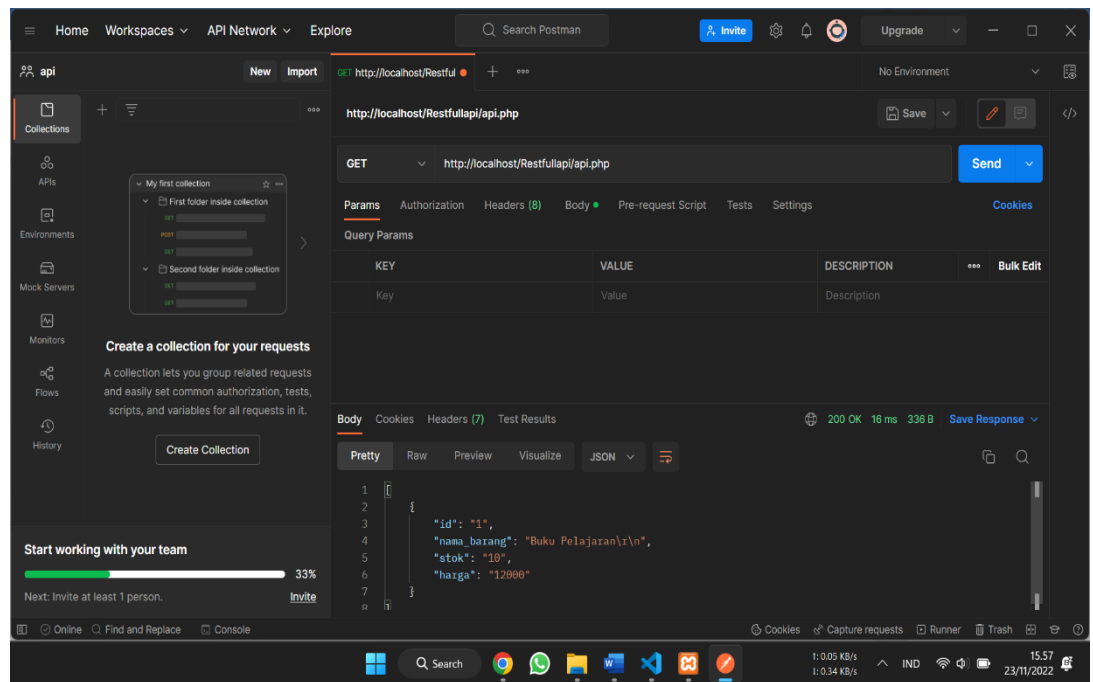 Home Workspaces API Network Explore Search Postman Invite Upgrade
api New Import GET http://localhost/Restful No Environment
Collections
APIs
Environments
Mock Servers
Monitors
Flows
History
My first collection
First folder inside collection
GET
POST
GET
Second folder inside collection
GET
GET
Create a collection for your requests
A collection lets you group related requests
and easily set common authorization, tests,
scripts, and variables for all requests in it.
Create Collection
Start working with your team
33%
Next: Invite at least 1 person. Invite
http://localhost/Restfullapi/api.php Save
GET http://localhost/Restfullapi/api.php Send
Params Authorization Headers (8) Body Pre-request Script Tests Settings Cookies
Query Params
KEY VALUE DESCRIPTION Bulk Edit
Key Value Description
Body Cookies Headers (7) Test Results 200 OK 16 ms 336 B Save Response
Pretty Raw Preview Visualize JSON
1 [
2 {
3 "id": "1",
4 "nama_barang": "Buku Pelajaran\r\n",
5 "stok": "10",
6 "harga": "12000"
7 }
8 ]
Online Find and Replace Console Cookies Capture requests Runner Trash
Search 1: 0.05 KB/s IND 15.57
1: 0.34 KB/s 23/11/2022